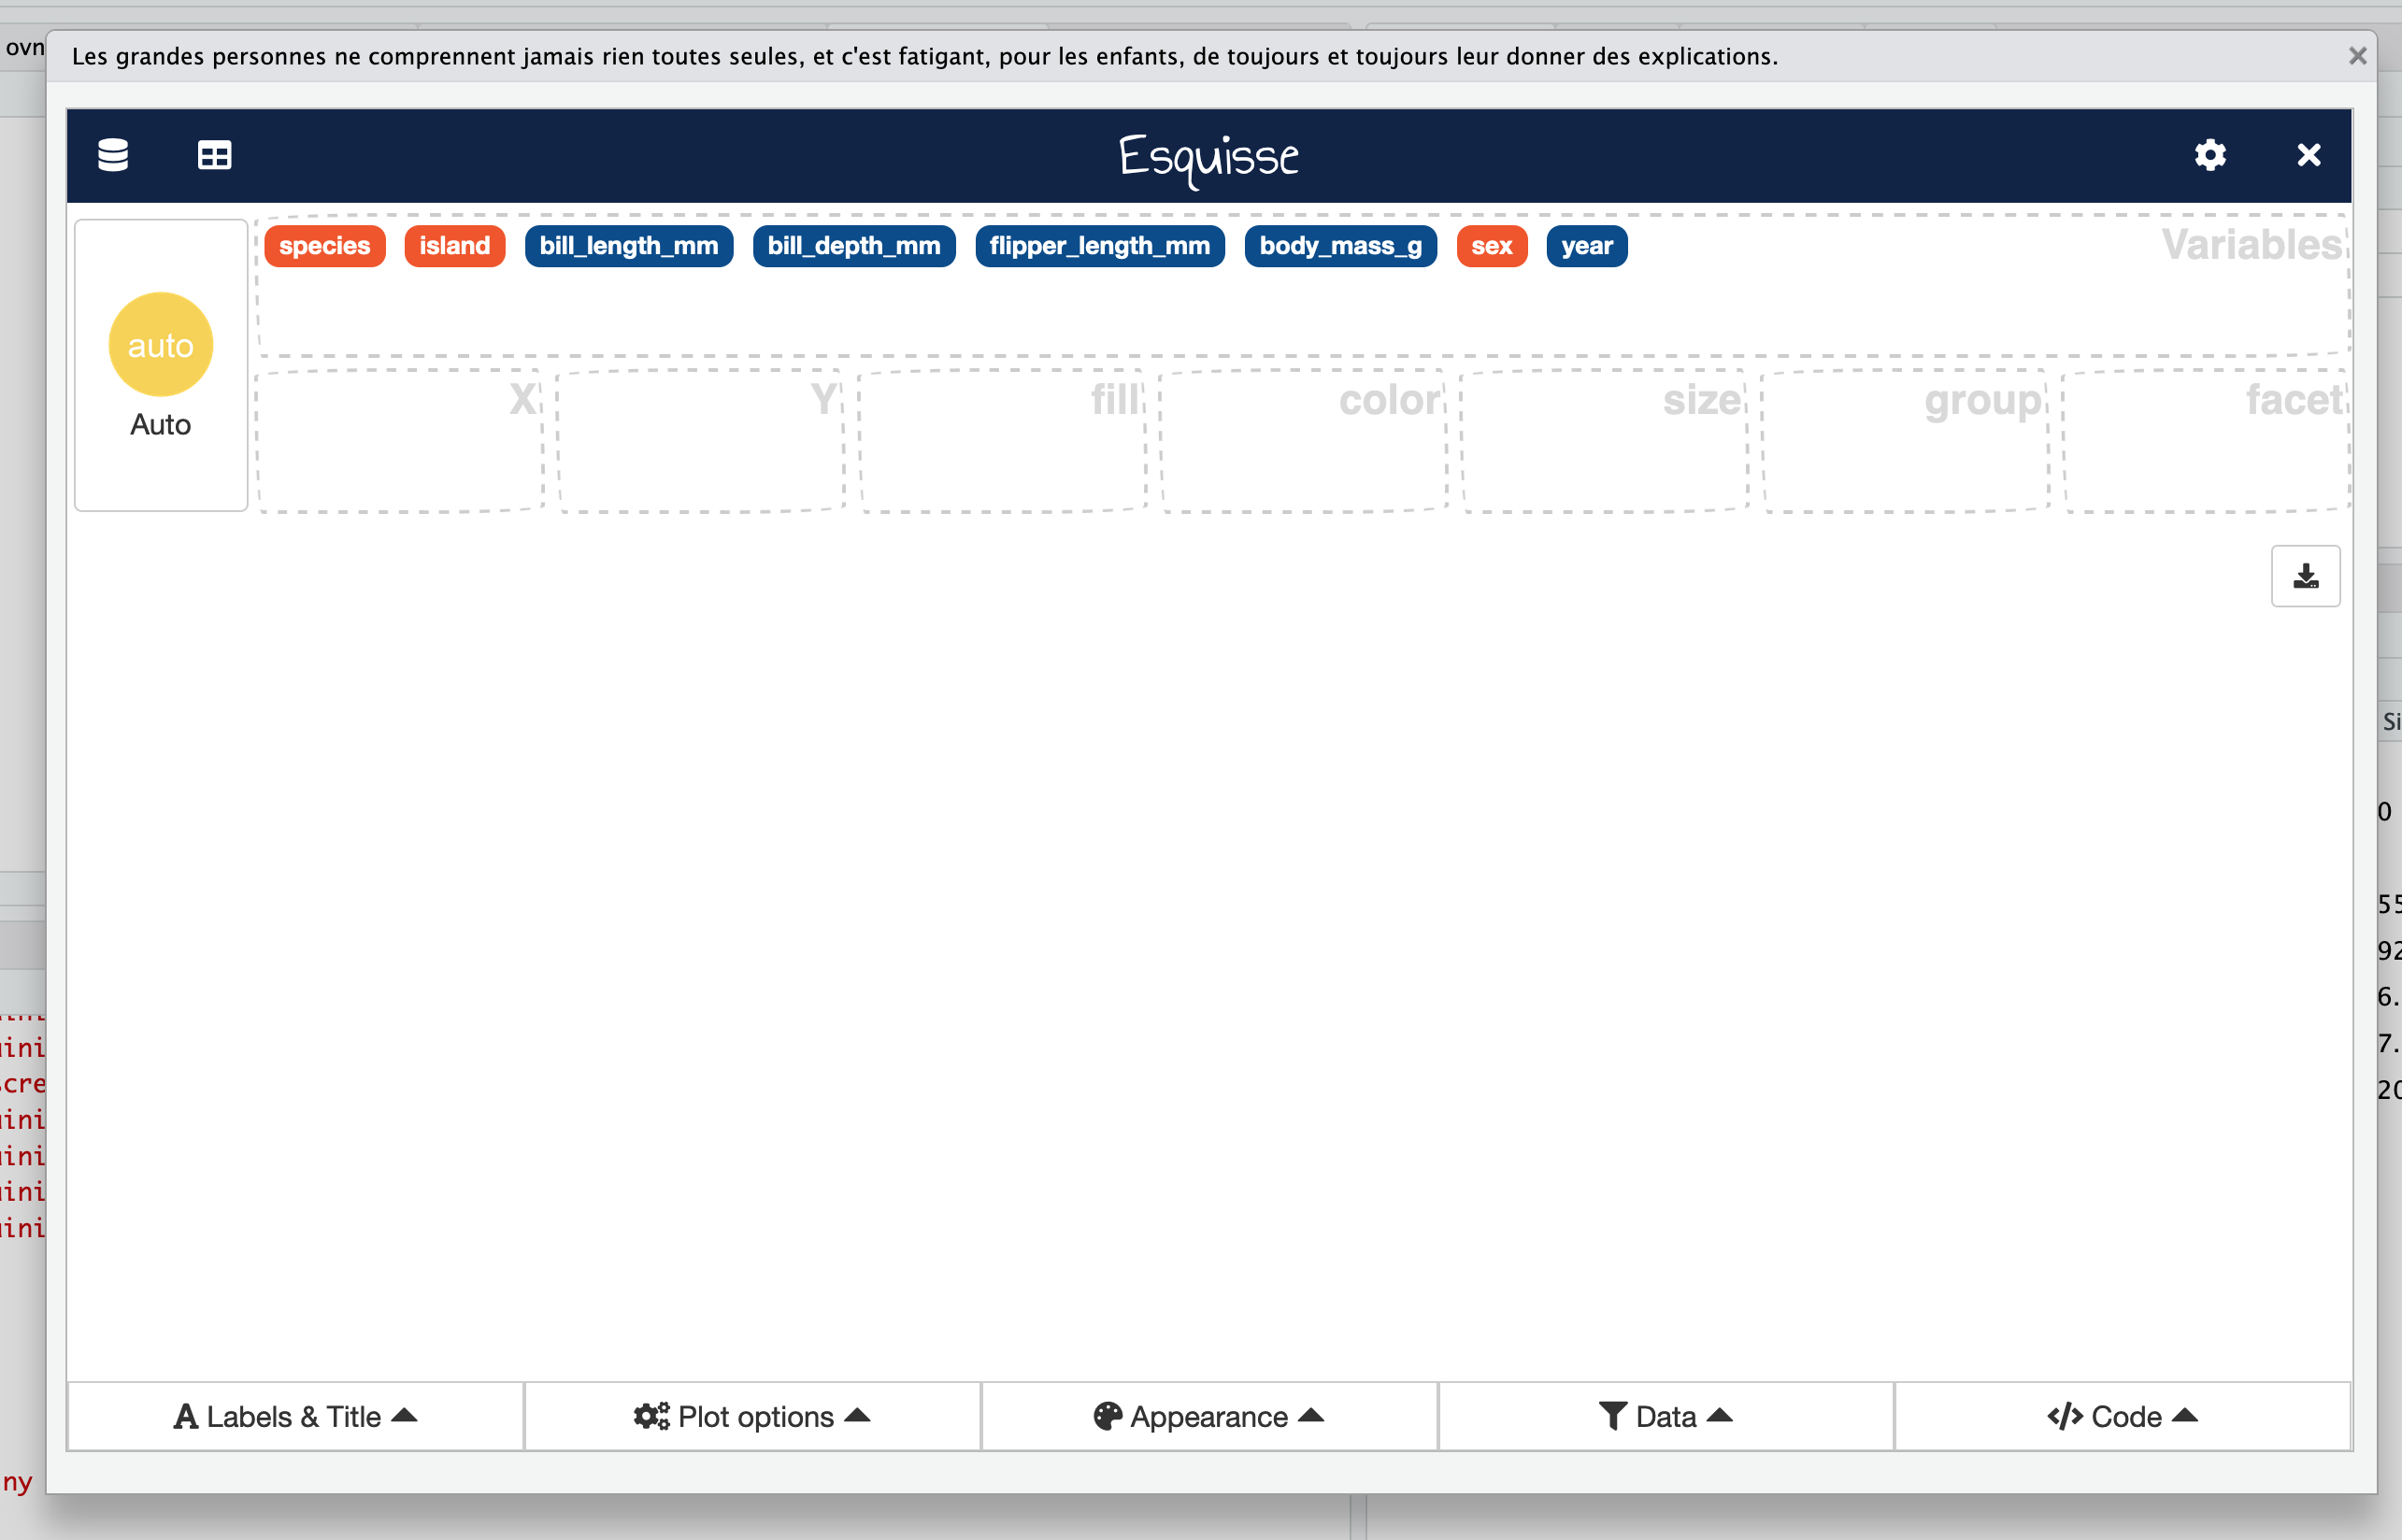 ovn
Les grandes personnes ne comprennent jamais rien toutes seules, et c'est fatigant, pour les enfants, de toujours et toujours leur donner des explications.
Esquisse
species island bill_length_mm bill_depth_mm flipper_length_mm body_mass_g sex year Variables
auto
Auto
X Y fill color size group facet
Si
0
55
92
6.
7.
20
ini
cre
ini
ini
ini
ini
ny
Labels & Title Plot options Appearance Data Code